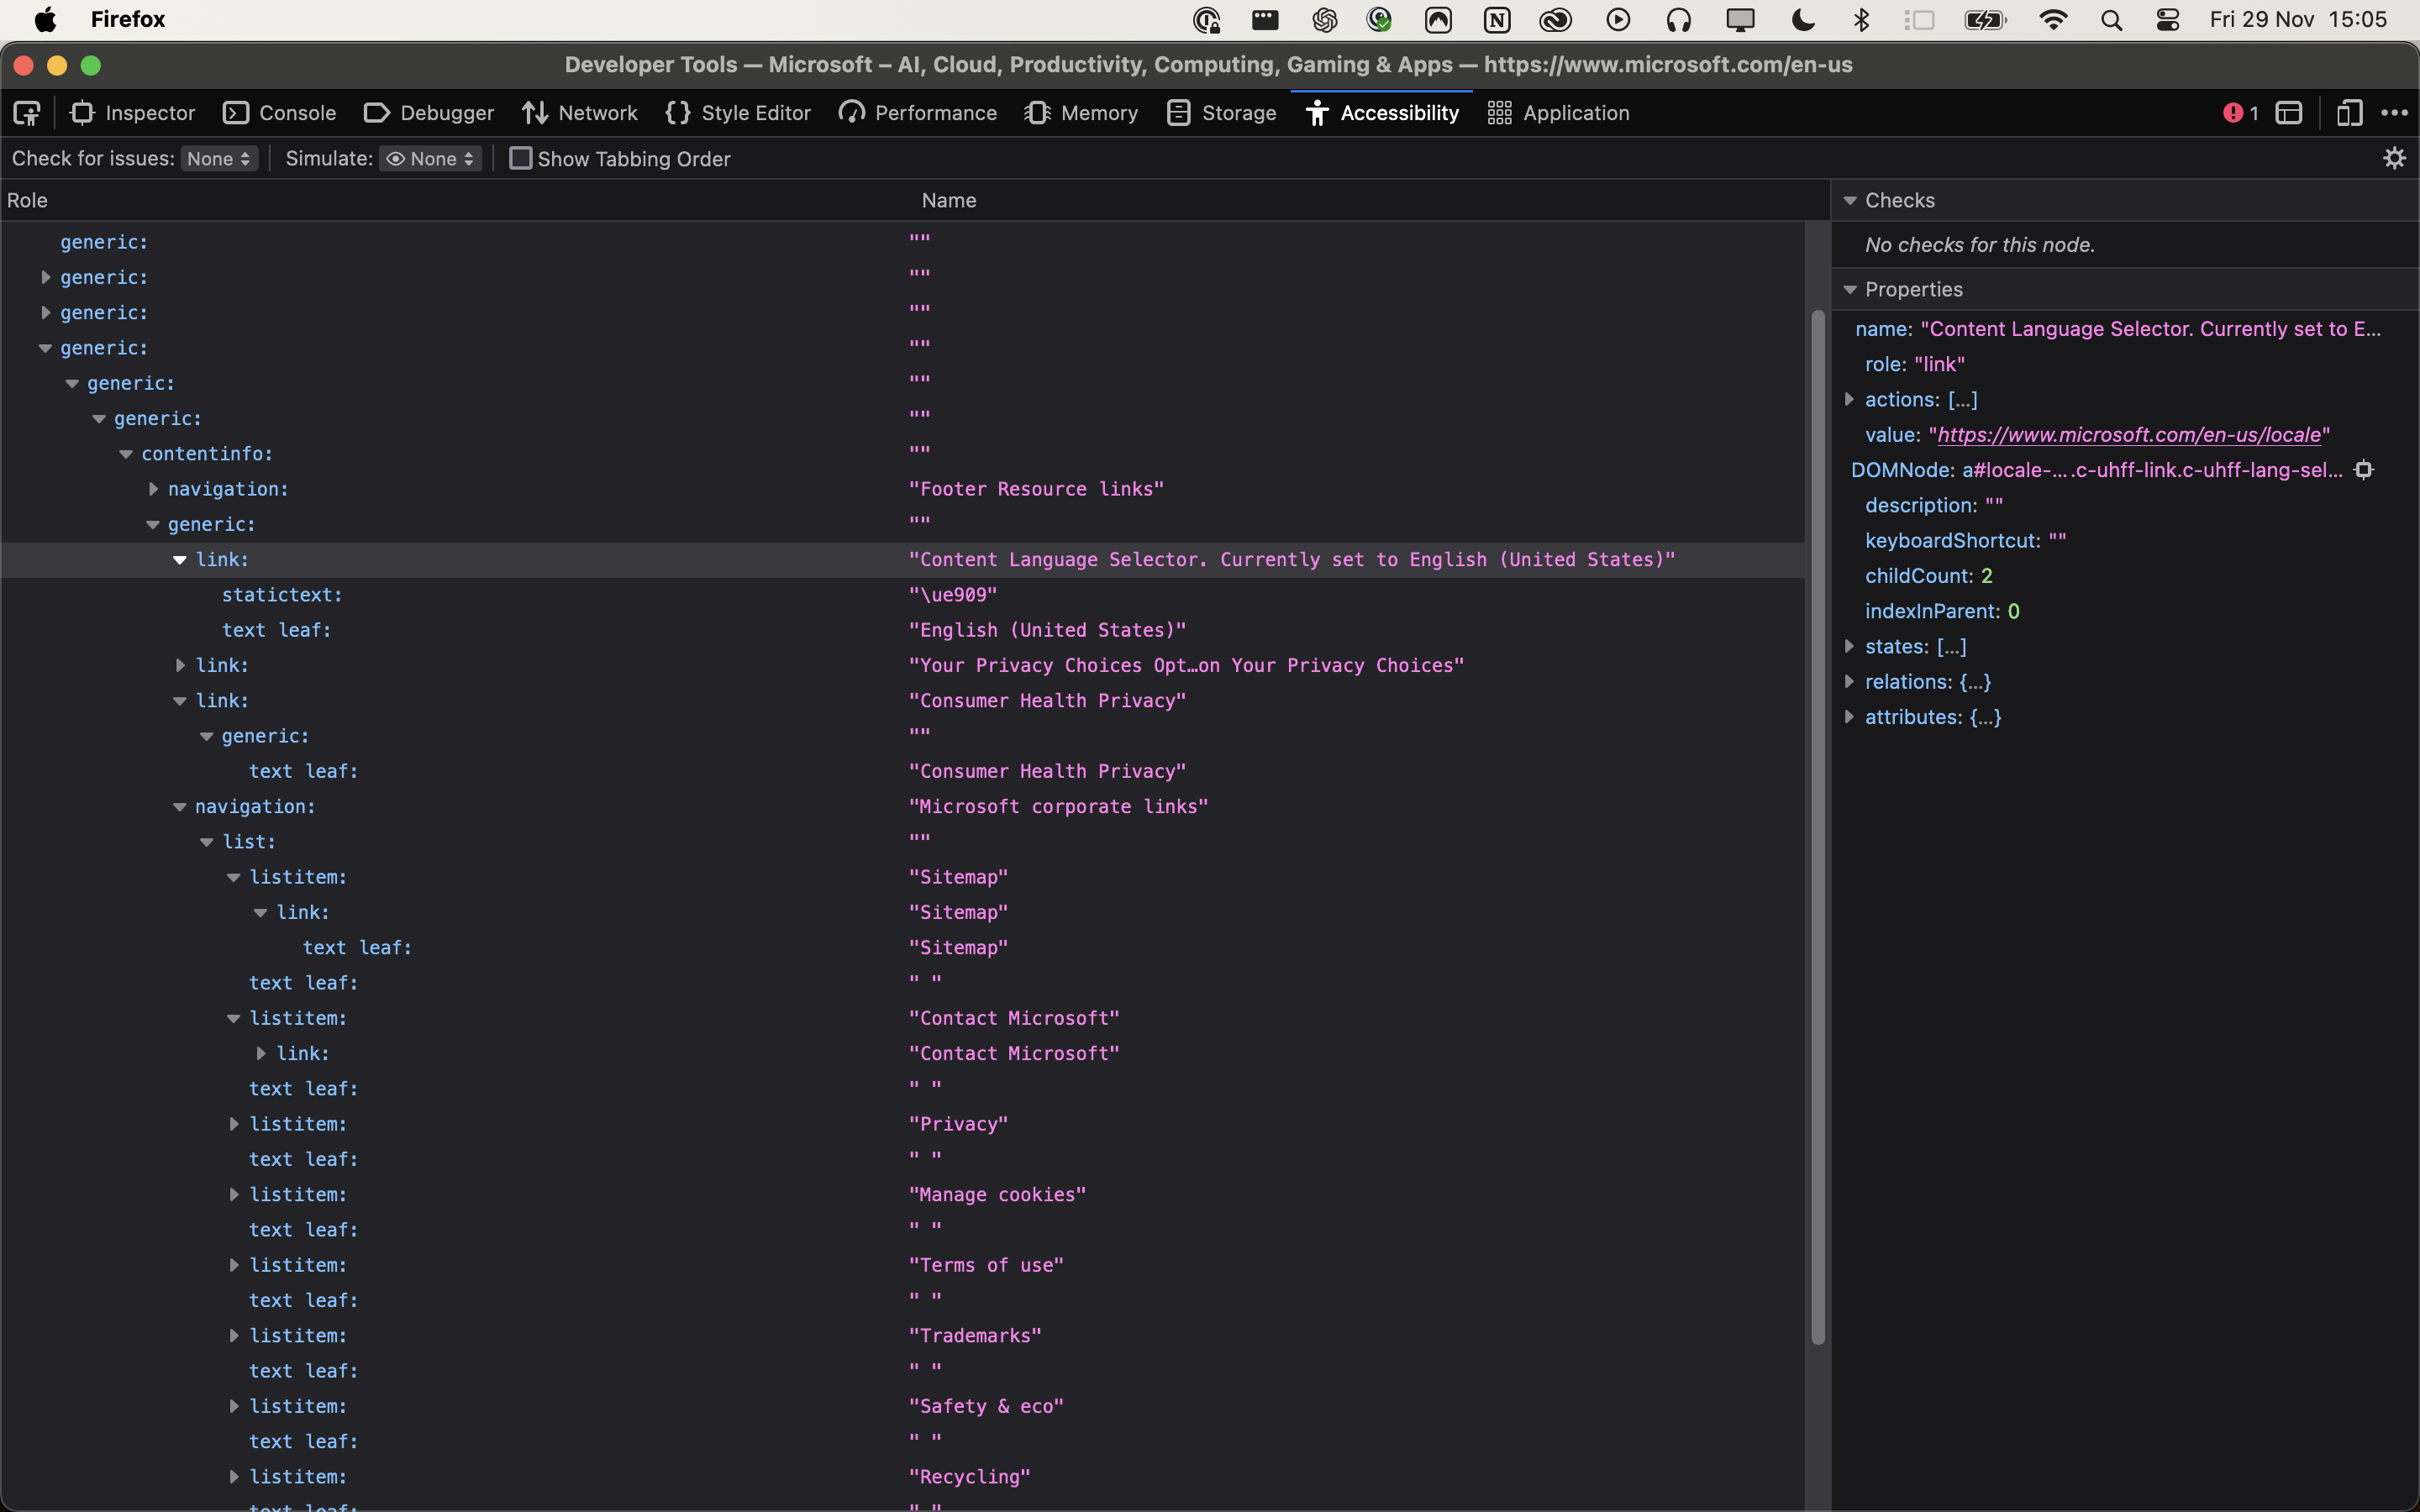 Firefox
Fri 29 Nov 15:05
Developer Tools — Microsoft – AI, Cloud, Productivity, Computing, Gaming & Apps — https://www.microsoft.com/en-us
Inspector Console Debugger Network Style Editor Performance Memory Storage Accessibility Application 1
Check for issues: None Simulate: None Show Tabbing Order
Role Name
generic: ""
generic: ""
generic: ""
generic: ""
generic: ""
generic: ""
contentinfo: ""
navigation: "Footer Resource links"
generic: ""
link: "Content Language Selector. Currently set to English (United States)"
statictext: "\ue909"
text leaf: "English (United States)"
link: "Your Privacy Choices Opt…on Your Privacy Choices"
link: "Consumer Health Privacy"
generic: ""
text leaf: "Consumer Health Privacy"
navigation: "Microsoft corporate links"
list: ""
listitem: "Sitemap"
link: "Sitemap"
text leaf: "Sitemap"
text leaf: " "
listitem: "Contact Microsoft"
link: "Contact Microsoft"
text leaf: " "
listitem: "Privacy"
text leaf: " "
listitem: "Manage cookies"
text leaf: " "
listitem: "Terms of use"
text leaf: " "
listitem: "Trademarks"
text leaf: " "
listitem: "Safety & eco"
text leaf: " "
listitem: "Recycling"
text leaf: " "
Checks
No checks for this node.
Properties
name: "Content Language Selector. Currently set to E…
role: "link"
actions: […]
value: "https://www.microsoft.com/en-us/locale"
DOMNode: a#locale-… .c-uhff-link.c-uhff-lang-sel…
description: ""
keyboardShortcut: ""
childCount: 2
indexInParent: 0
states: […]
relations: {…}
attributes: {…}